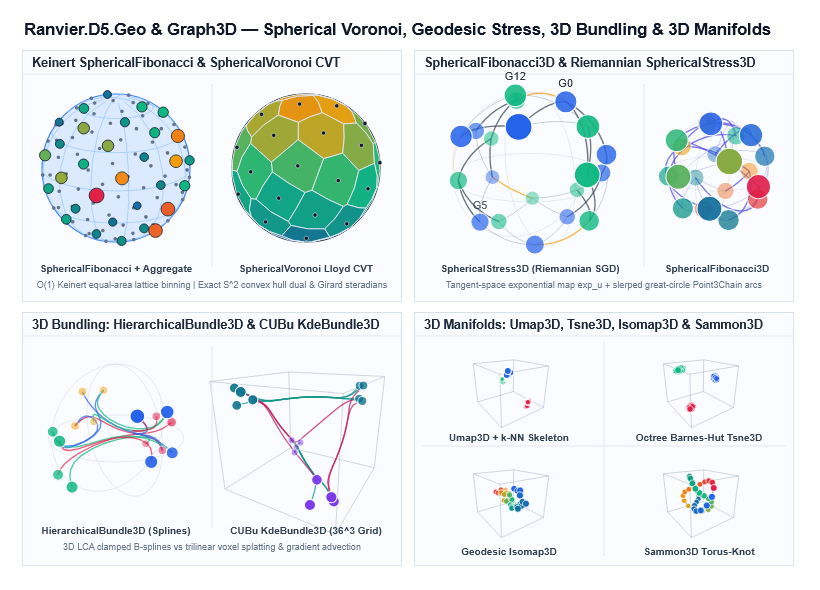 Ranvier.D5.Geo & Graph3D — Spherical Voronoi, Geodesic Stress, 3D Bundling & 3D Manifolds
Keinert SphericalFibonacci & SphericalVoronoi CVT
SphericalFibonacci + Aggregate
SphericalVoronoi Lloyd CVT
O(1) Keinert equal-area lattice binning | Exact S^2 convex hull dual & Girard steradians
SphericalFibonacci3D & Riemannian SphericalStress3D
G12
G0
G5
SphericalStress3D (Riemannian SGD)
SphericalFibonacci3D
Tangent-space exponential map exp_u + slerped great-circle Point3Chain arcs
3D Bundling: HierarchicalBundle3D & CUBu KdeBundle3D
HierarchicalBundle3D (Splines)
CUBu KdeBundle3D (36^3 Grid)
3D LCA clamped B-splines vs trilinear voxel splatting & gradient advection
3D Manifolds: Umap3D, Tsne3D, Isomap3D & Sammon3D
Umap3D + k-NN Skeleton
Octree Barnes-Hut Tsne3D
Geodesic Isomap3D
Sammon3D Torus-Knot